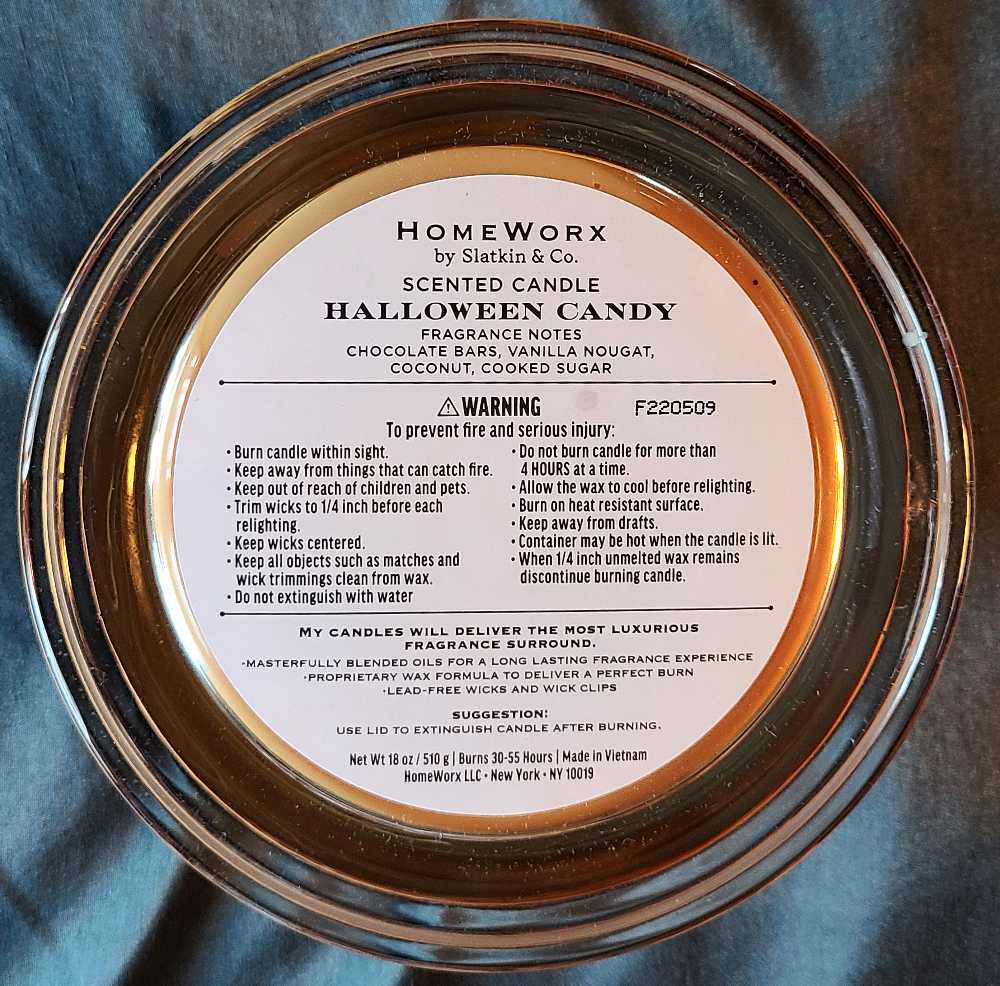 HOMEWORX
by Slatkin & Co.
SCENTED CANDLE
HALLOWEEN CANDY
FRAGRANCE NOTES
CHOCOLATE BARS, VANILLA NOUGAT,
COCONUT, COOKED SUGAR
⚠WARNING
F220509
To prevent fire and serious injury:
• Burn candle within sight.
• Keep away from things that can catch fire.
• Keep out of reach of children and pets.
• Trim wicks to 1/4 inch before each
relighting.
• Keep wicks centered.
• Keep all objects such as matches and
wick trimmings clean from wax.
• Do not extinguish with water
• Do not burn candle for more than
4 HOURS at a time.
• Allow the wax to cool before relighting.
• Burn on heat resistant surface.
• Keep away from drafts.
• Container may be hot when the candle is lit.
• When 1/4 inch unmelted wax remains
discontinue burning candle.
MY CANDLES WILL DELIVER THE MOST LUXURIOUS
FRAGRANCE SURROUND.
•MASTERFULLY BLENDED OILS FOR A LONG LASTING FRAGRANCE EXPERIENCE
•PROPRIETARY WAX FORMULA TO DELIVER A PERFECT BURN
•LEAD-FREE WICKS AND WICK CLIPS
SUGGESTION:
USE LID TO EXTINGUISH CANDLE AFTER BURNING.
Net Wt 18 oz / 510 g | Burns 30-55 Hours | Made in Vietnam
HomeWorx LLC • New York • NY 10019